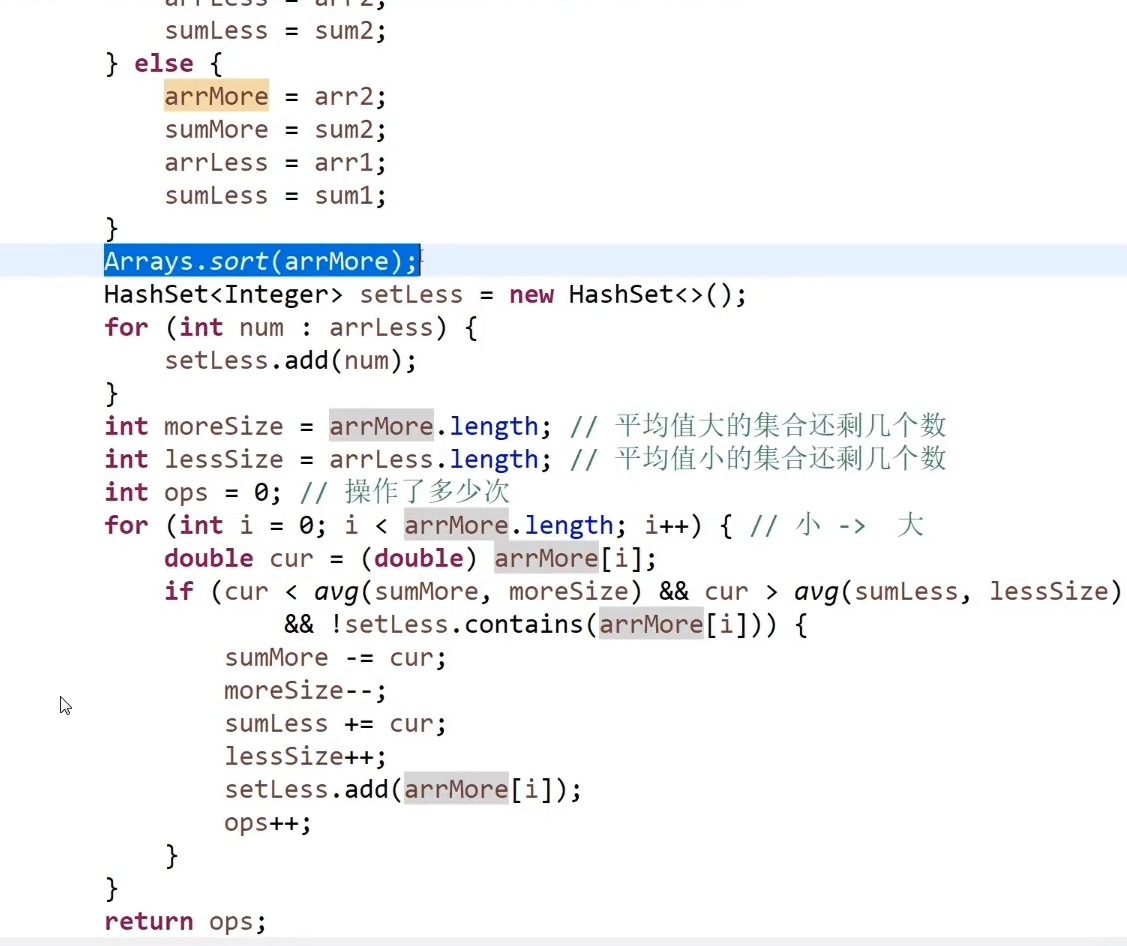 arrLess = arr2;
sumLess = sum2;
} else {
arrMore = arr2;
sumMore = sum2;
arrLess = arr1;
sumLess = sum1;
}
Arrays.sort(arrMore);
HashSet<Integer> setLess = new HashSet<>();
for (int num : arrLess) {
setLess.add(num);
}
int moreSize = arrMore.length; // 平均值大的集合还剩几个数
int lessSize = arrLess.length; // 平均值小的集合还剩几个数
int ops = 0; // 操作了多少次
for (int i = 0; i < arrMore.length; i++) { // 小 -> 大
double cur = (double) arrMore[i];
if (cur < avg(sumMore, moreSize) && cur > avg(sumLess, lessSize)
&& !setLess.contains(arrMore[i])) {
sumMore -= cur;
moreSize--;
sumLess += cur;
lessSize++;
setLess.add(arrMore[i]);
ops++;
}
}
return ops;